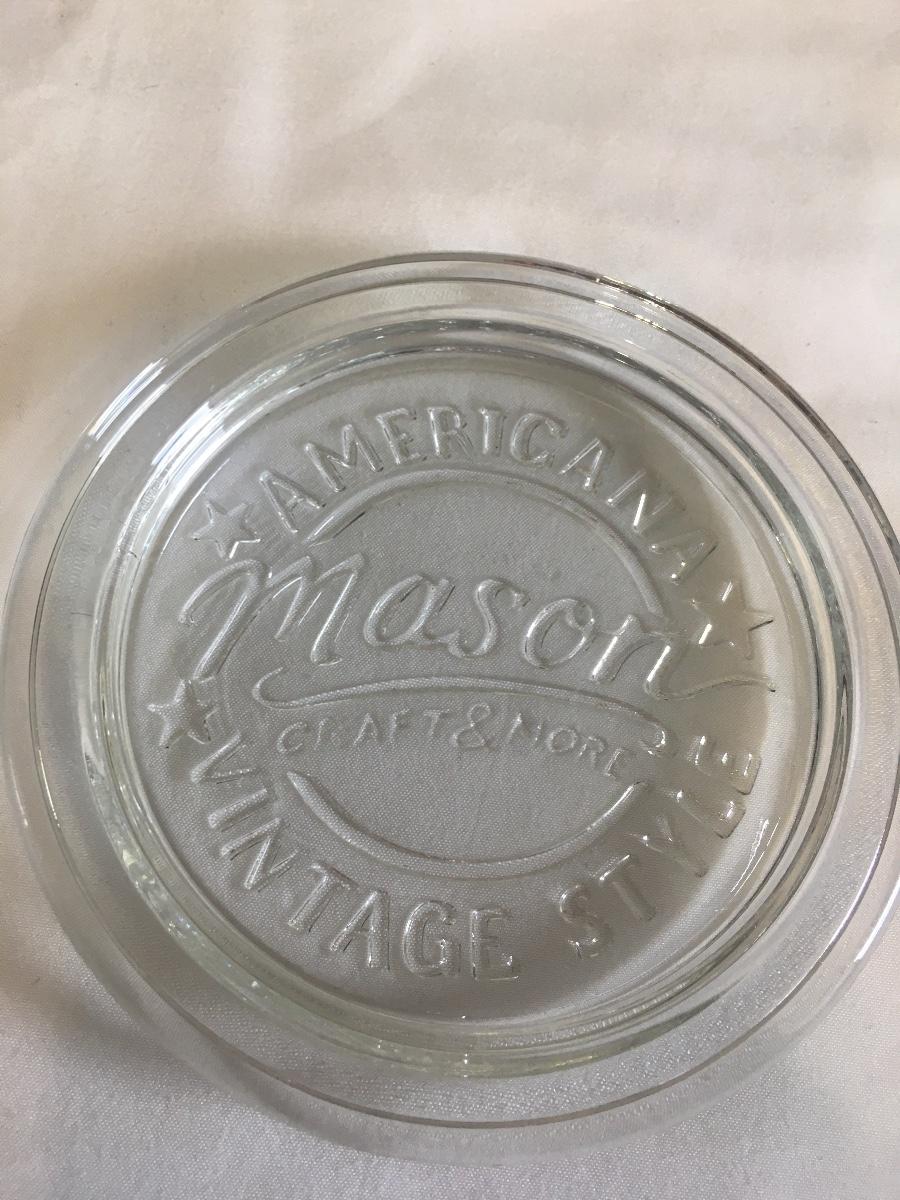 AMERICANA
Mason
CRAFT & MORE
VINTAGE STYLE